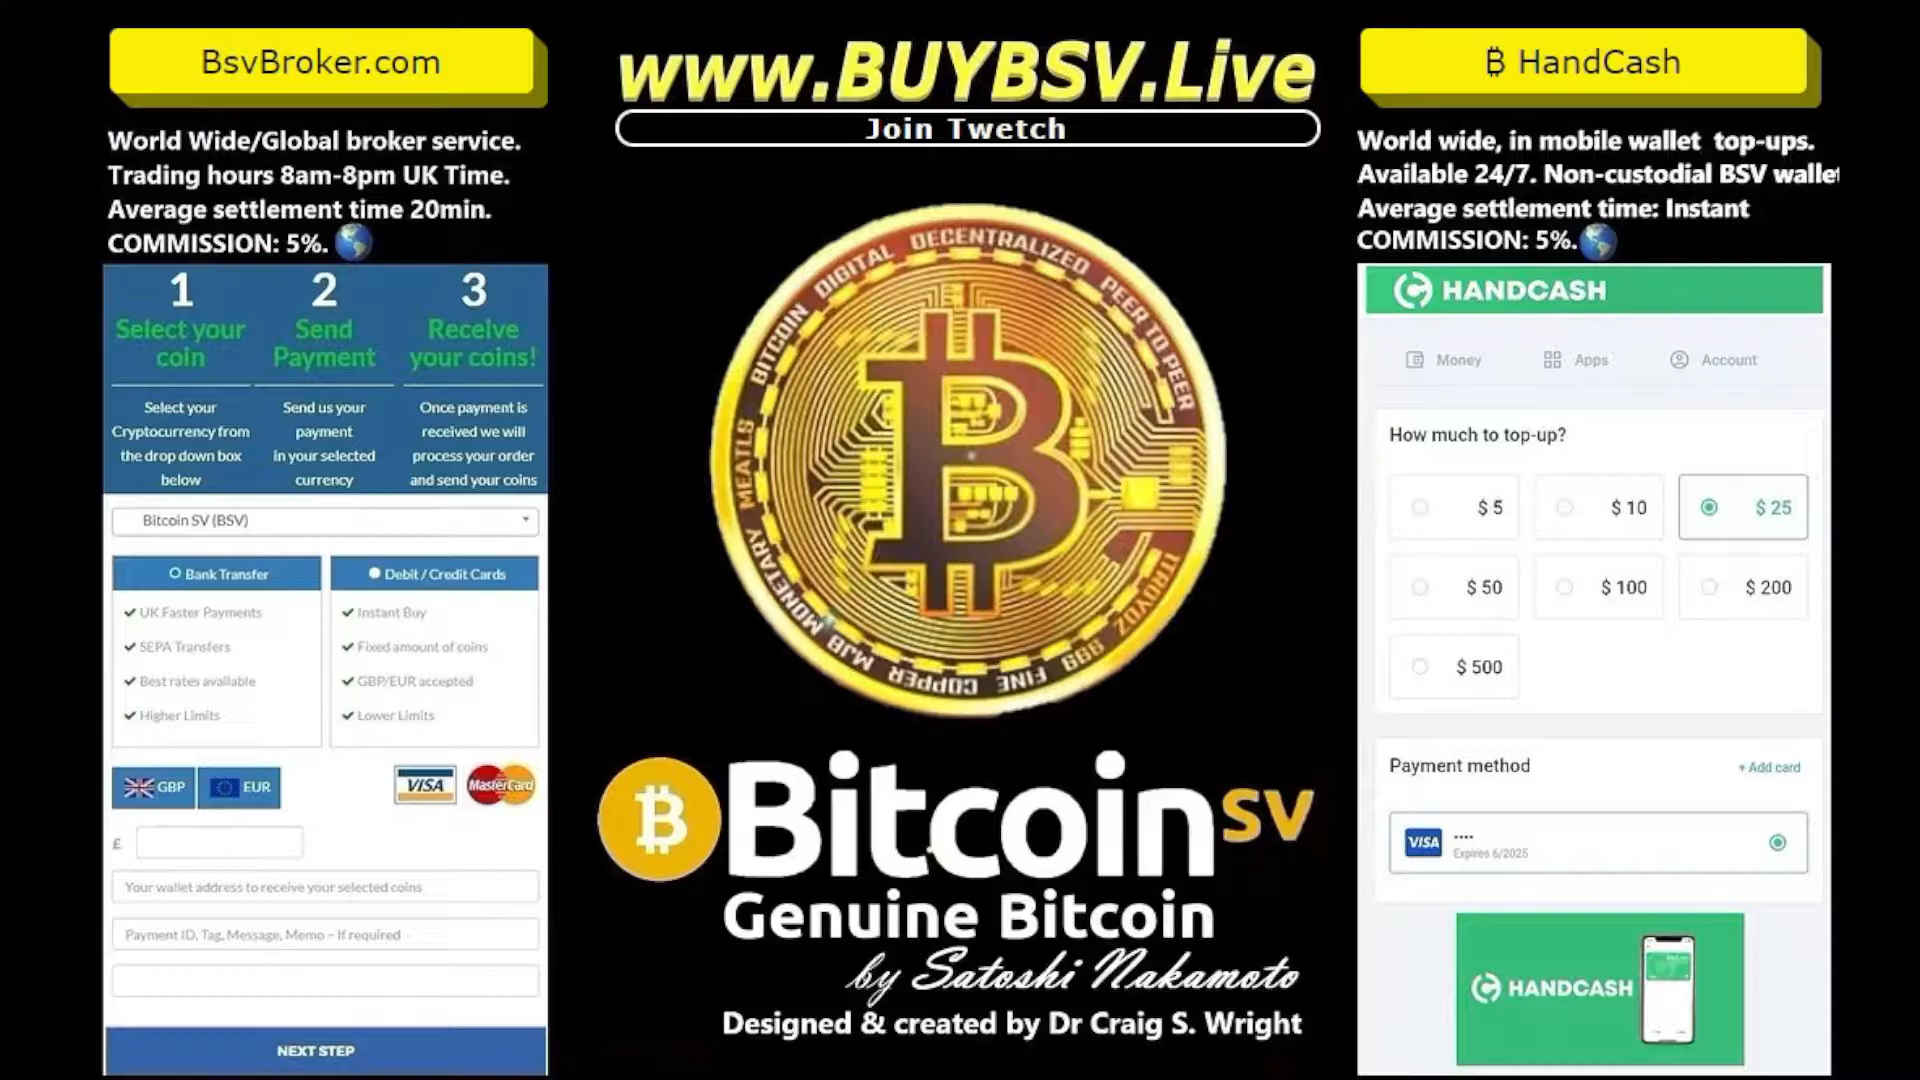 BsvBroker.com
World Wide/Global broker service.
Trading hours 8am-8pm UK Time.
Average settlement time 20min.
COMMISSION: 5%.
1
Select your
coin
Select your
Cryptocurrency from
the drop down box
below
2
Send
Payment
Send us your
payment
in your selected
currency
3
Receive
your coins!
Once payment is
received we will
process your order
and send your coins
Bitcoin SV (BSV)
Bank Transfer
UK Faster Payments
SEPA Transfers
Best rates available
Higher Limits
Debit / Credit Cards
Instant Buy
Fixed amount of coins
GBP/EUR accepted
Lower Limits
GBP
EUR
VISA
MasterCard
£
Your wallet address to receive your selected coins
Payment ID, Tag, Message, Memo – If required
NEXT STEP
www.BUYBSV.Live
Join Twetch
BITCOIN DIGITAL DECENTRALIZED PEER TO PEER
MEATLS MONETARY MJB COPPER FINE 999 1TROYOZ
Bitcoin SV
Genuine Bitcoin
by Satoshi Nakamoto
Designed & created by Dr Craig S. Wright
₿ HandCash
World wide, in mobile wallet top-ups.
Available 24/7. Non-custodial BSV wallet
Average settlement time: Instant
COMMISSION: 5%.
HANDCASH
Money Apps Account
How much to top-up?
$ 5 $ 10 $ 25
$ 50 $ 100 $ 200
$ 500
Payment method + Add card
VISA ••••
Expires 6/2025
HANDCASH